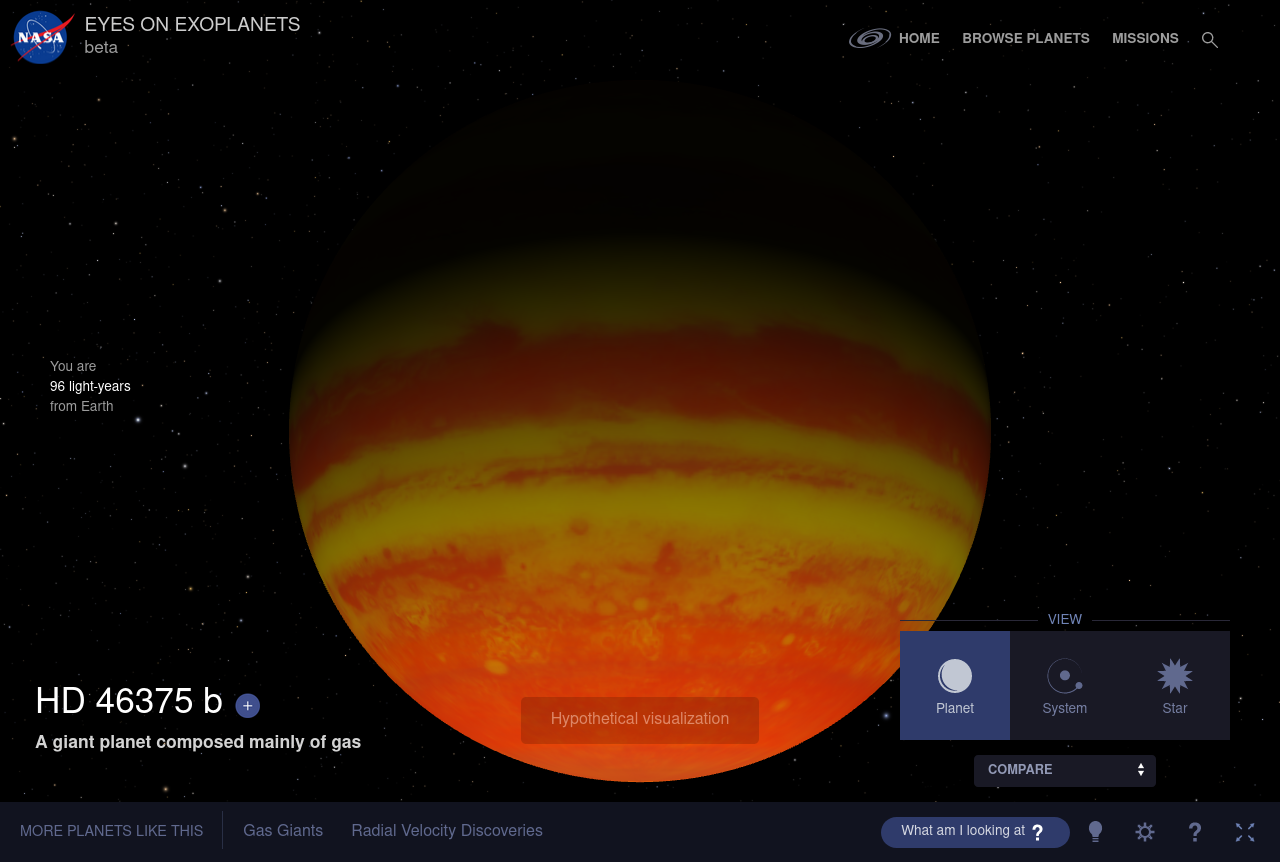 NASA
EYES ON EXOPLANETS
beta
HOME
BROWSE PLANETS
MISSIONS
You are
96 light-years
from Earth
VIEW
Planet
System
Star
HD 46375 b +
A giant planet composed mainly of gas
Hypothetical visualization
COMPARE
MORE PLANETS LIKE THIS
Gas Giants
Radial Velocity Discoveries
What am I looking at ?
?